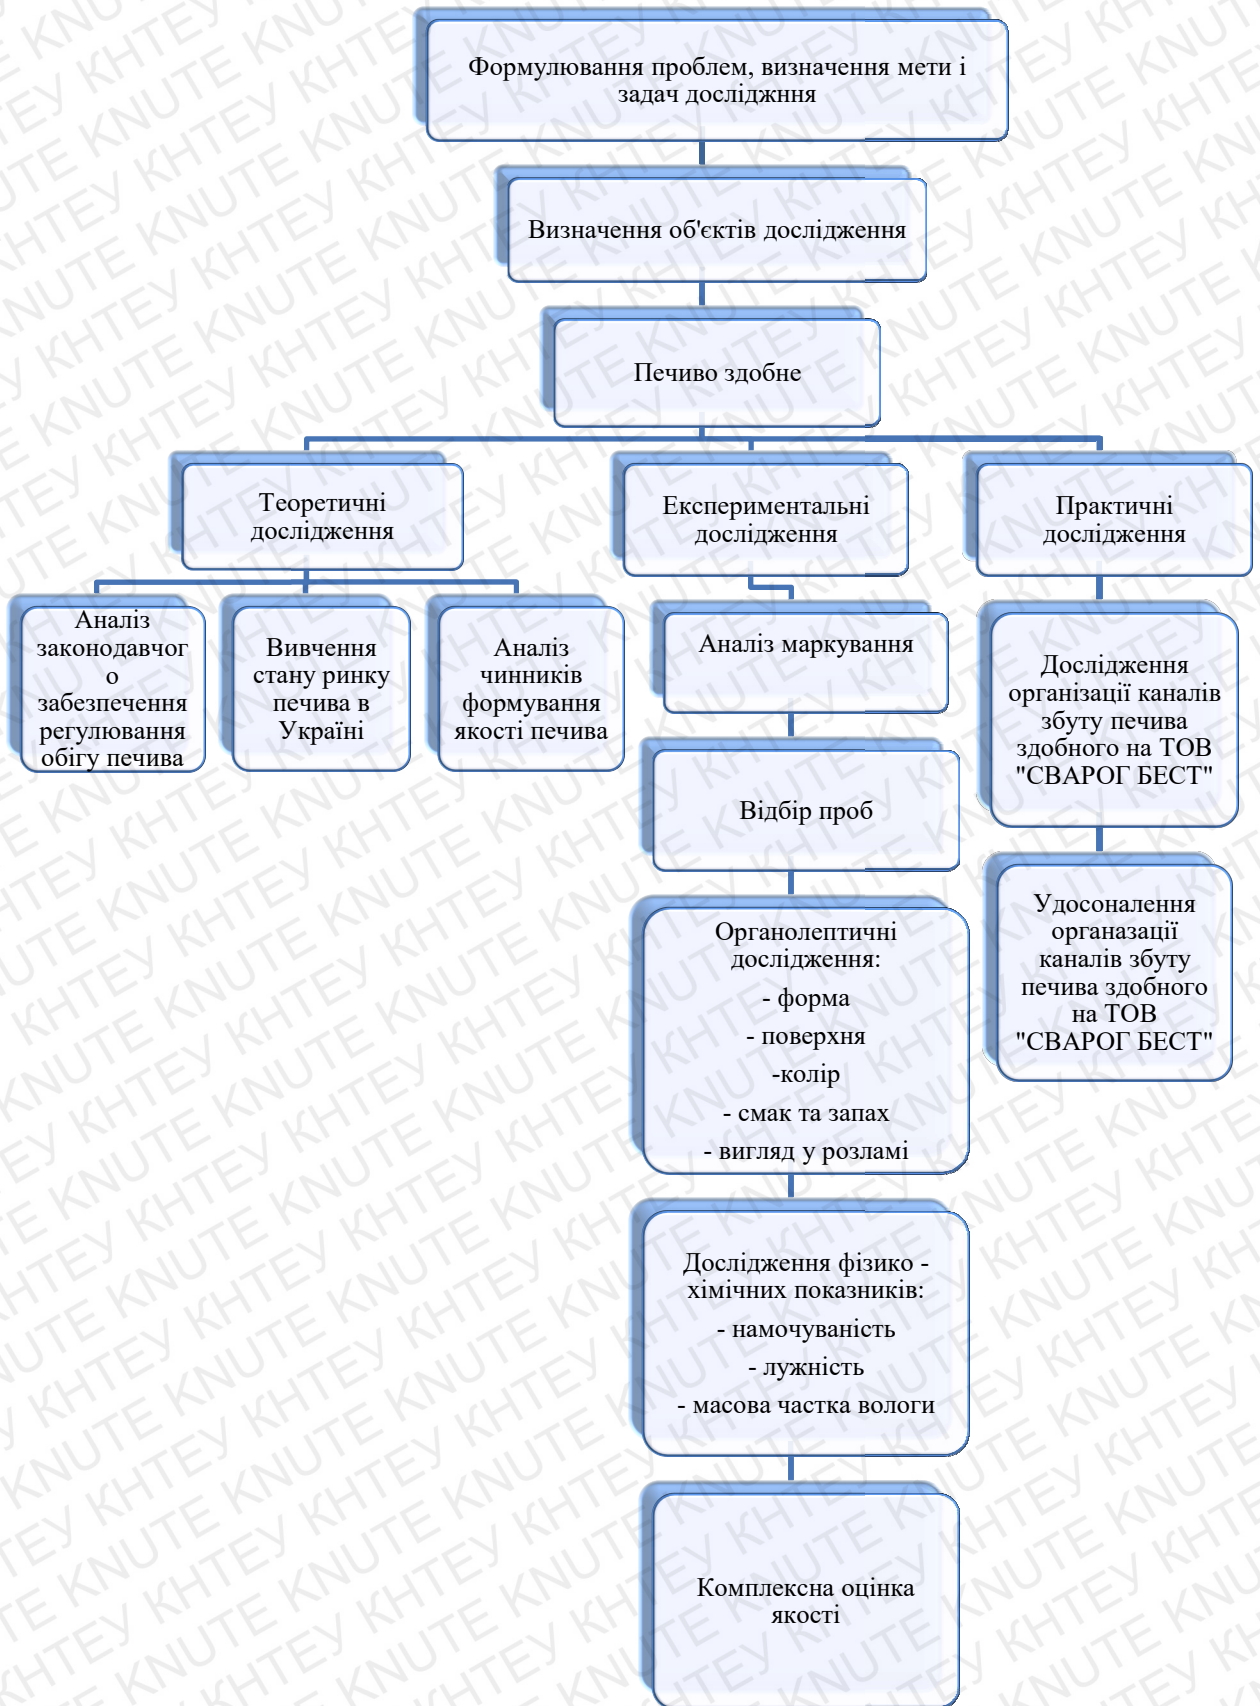 Формулювання проблем, визначення мети і
задач досліджння
Визначення об'єктів дослідження
Печиво здобне
Теоретичні
дослідження
Аналіз
законодавчог
о
забезпечення
регулювання
обігу печива
Вивчення
стану ринку
печива в
Україні
Аналіз
чинників
формування
якості печива
Експериментальні
дослідження
Аналіз маркування
Відбір проб
Органолептичні
дослідження:
- форма
- поверхня
-колір
- смак та запах
- вигляд у розламі
Дослідження фізико -
хімічних показників:
- намочуваність
- лужність
- масова частка вологи
Комплексна оцінка
якості
Практичні
дослідження
Дослідження
організації каналів
збуту печива
здобного на ТОВ
"СВАРОГ БЕСТ"
Удосоналення
органазації
каналів збуту
печива здобного
на ТОВ
"СВАРОГ БЕСТ"
КНТЕУ KNUTE